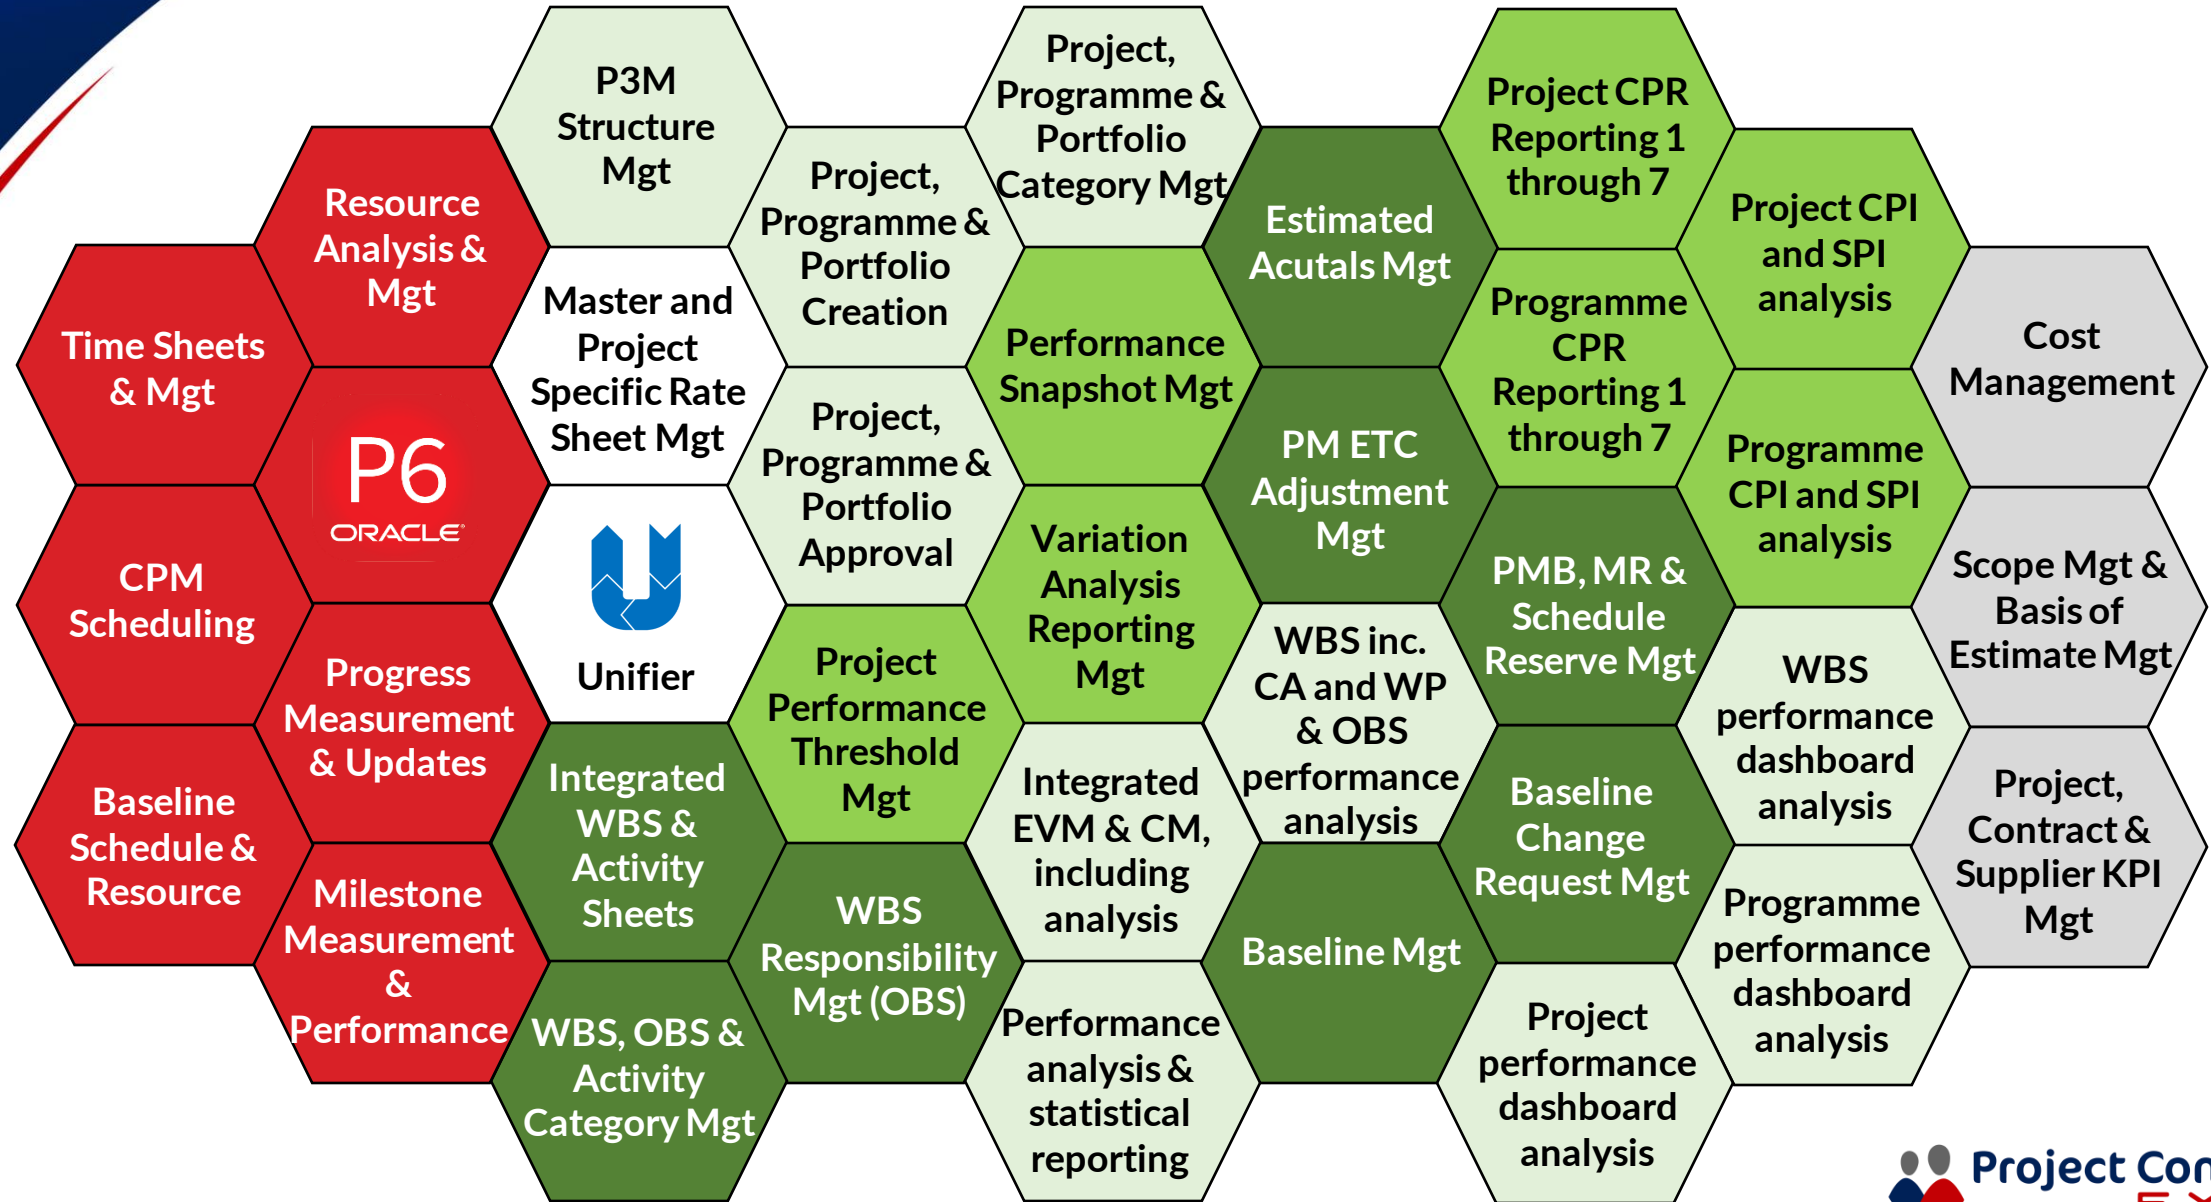 Time Sheets
& Mgt
CPM
Scheduling
Baseline
Schedule &
Resource
Resource
Analysis &
Mgt
P6
ORACLE
Progress
Measurement
& Updates
Milestone
Measurement
&
Performance
P3M
Structure
Mgt
Master and
Project
Specific Rate
Sheet Mgt
Unifier
Integrated
WBS &
Activity
Sheets
WBS, OBS &
Activity
Category Mgt
Project,
Programme &
Portfolio
Creation
Project,
Programme &
Portfolio
Approval
Project
Performance
Threshold
Mgt
WBS
Responsibility
Mgt (OBS)
Project,
Programme &
Portfolio
Category Mgt
Performance
Snapshot Mgt
Variation
Analysis
Reporting
Mgt
Integrated
EVM & CM,
including
analysis
Performance
analysis &
statistical
reporting
Estimated
Acutals Mgt
PM ETC
Adjustment
Mgt
WBS inc.
CA and WP
& OBS
performance
analysis
Baseline Mgt
Project CPR
Reporting 1
through 7
Programme
CPR
Reporting 1
through 7
PMB, MR &
Schedule
Reserve Mgt
Baseline
Change
Request Mgt
Project
performance
dashboard
analysis
Project CPI
and SPI
analysis
Programme
CPI and SPI
analysis
WBS
performance
dashboard
analysis
Programme
performance
dashboard
analysis
Cost
Management
Scope Mgt &
Basis of
Estimate Mgt
Project,
Contract &
Supplier KPI
Mgt
Project